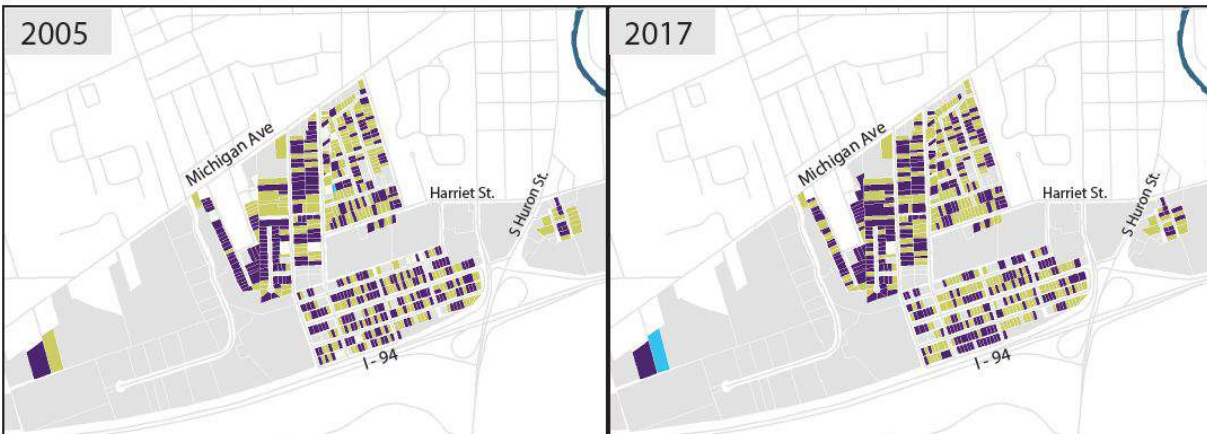 2005
Michigan Ave
Harriet St.
S Huron St.
I - 94
2017
Michigan Ave
Harriet St.
S Huron St.
I - 94